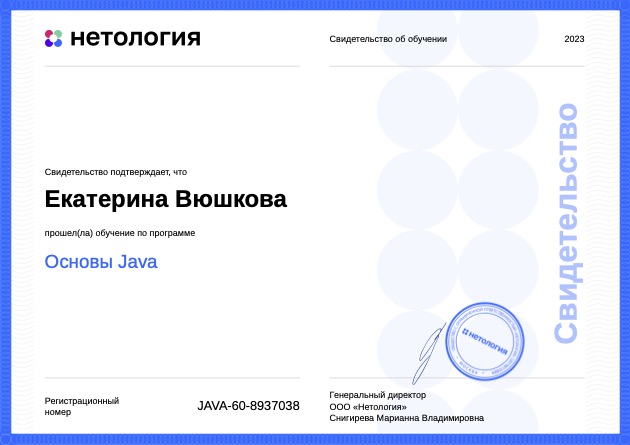 нетология
Свидетельство об обучении
2023
Свидетельство подтверждает, что
Екатерина Вюшкова
прошел(ла) обучение по программе
Основы Java
Свидетельство
нетология
МОСКВА
Регистрационный
номер
JAVA-60-8937038
Генеральный директор
ООО «Нетология»
Снигирева Марианна Владимировна